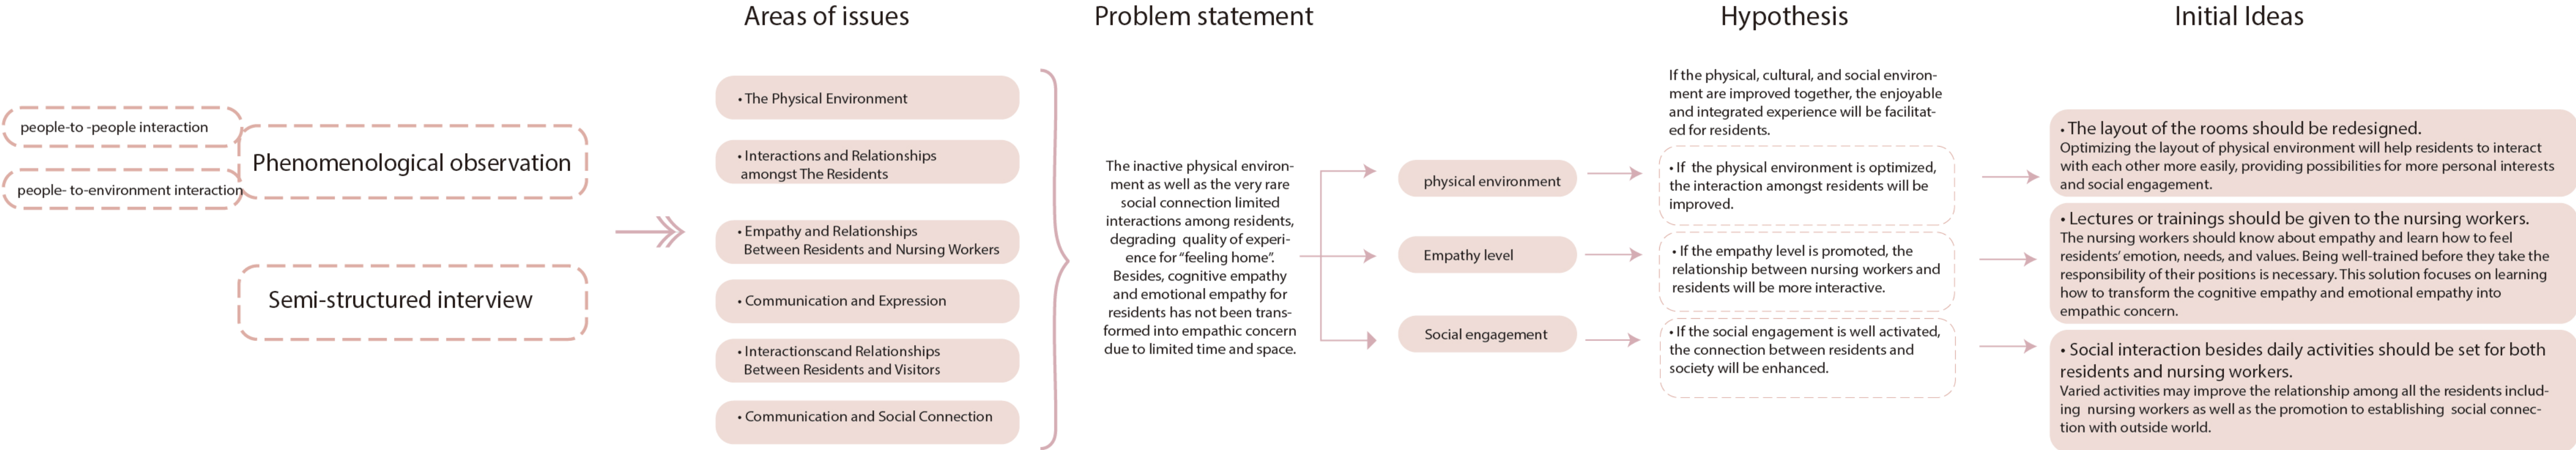 Areas of issues
Problem statement
Hypothesis
Initial Ideas
people-to -people interaction
people- to-environment interaction
Phenomenological observation
Semi-structured interview
• The Physical Environment
• Interactions and Relationships
amongst The Residents
• Empathy and Relationships
Between Residents and Nursing Workers
• Communication and Expression
• Interactionscand Relationships
Between Residents and Visitors
• Communication and Social Connection
The inactive physical environ-
ment as well as the very rare
social connection limited
interactions among residents,
degrading quality of experi-
ence for “feeling home”.
Besides, cognitive empathy
and emotional empathy for
residents has not been trans-
formed into empathic concern
due to limited time and space.
physical environment
Empathy level
Social engagement
If the physical, cultural, and social environ-
ment are improved together, the enjoyable
and integrated experience will be facilitat-
ed for residents.
• If the physical environment is optimized,
the interaction amongst residents will be
improved.
• If the empathy level is promoted, the
relationship between nursing workers and
residents will be more interactive.
• If the social engagement is well activated,
the connection between residents and
society will be enhanced.
• The layout of the rooms should be redesigned.
Optimizing the layout of physical environment will help residents to interact
with each other more easily, providing possibilities for more personal interests
and social engagement.
• Lectures or trainings should be given to the nursing workers.
The nursing workers should know about empathy and learn how to feel
residents’ emotion, needs, and values. Being well-trained before they take the
responsibility of their positions is necessary. This solution focuses on learning
how to transform the cognitive empathy and emotional empathy into
empathic concern.
• Social interaction besides daily activities should be set for both
residents and nursing workers.
Varied activities may improve the relationship among all the residents includ-
ing nursing workers as well as the promotion to establishing social connec-
tion with outside world.